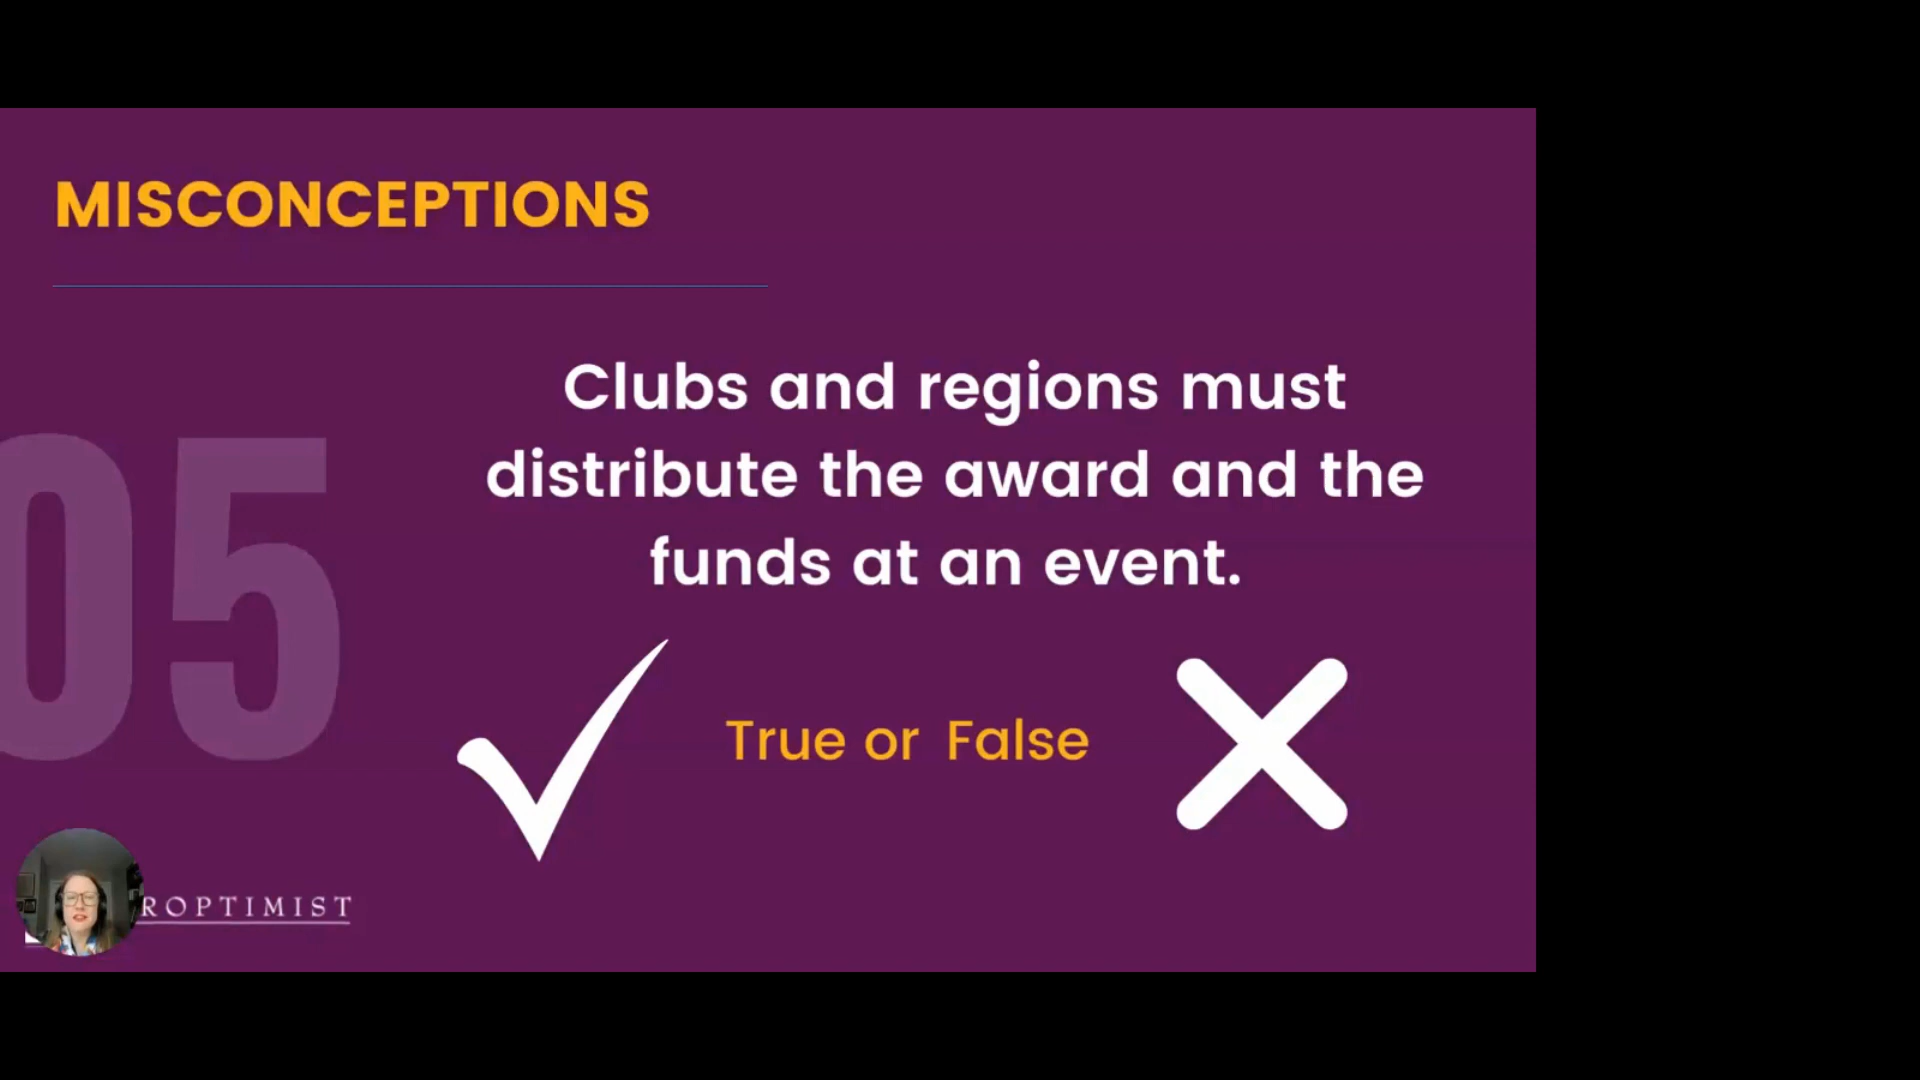 MISCONCEPTIONS
Clubs and regions must
distribute the award and the
funds at an event.
05
True or False
ROPTIMIST